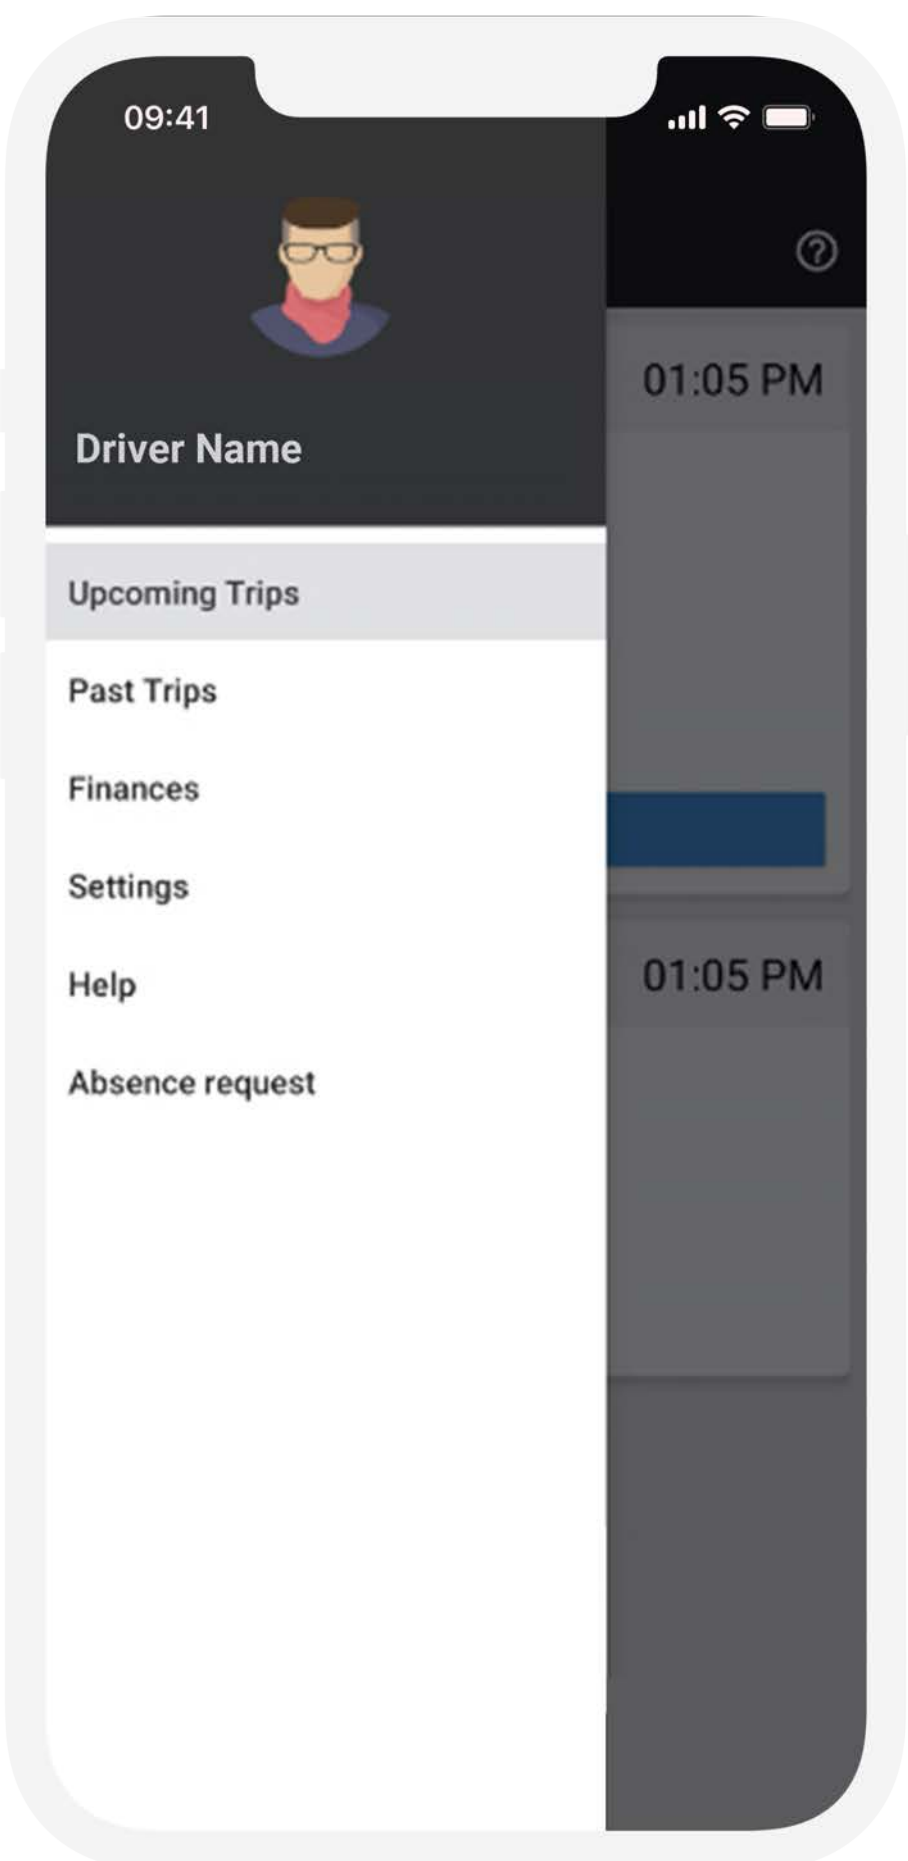 09:41
01:05 PM
Driver Name
Upcoming Trips
Past Trips
Finances
Settings
Help
01:05 PM
Absence request